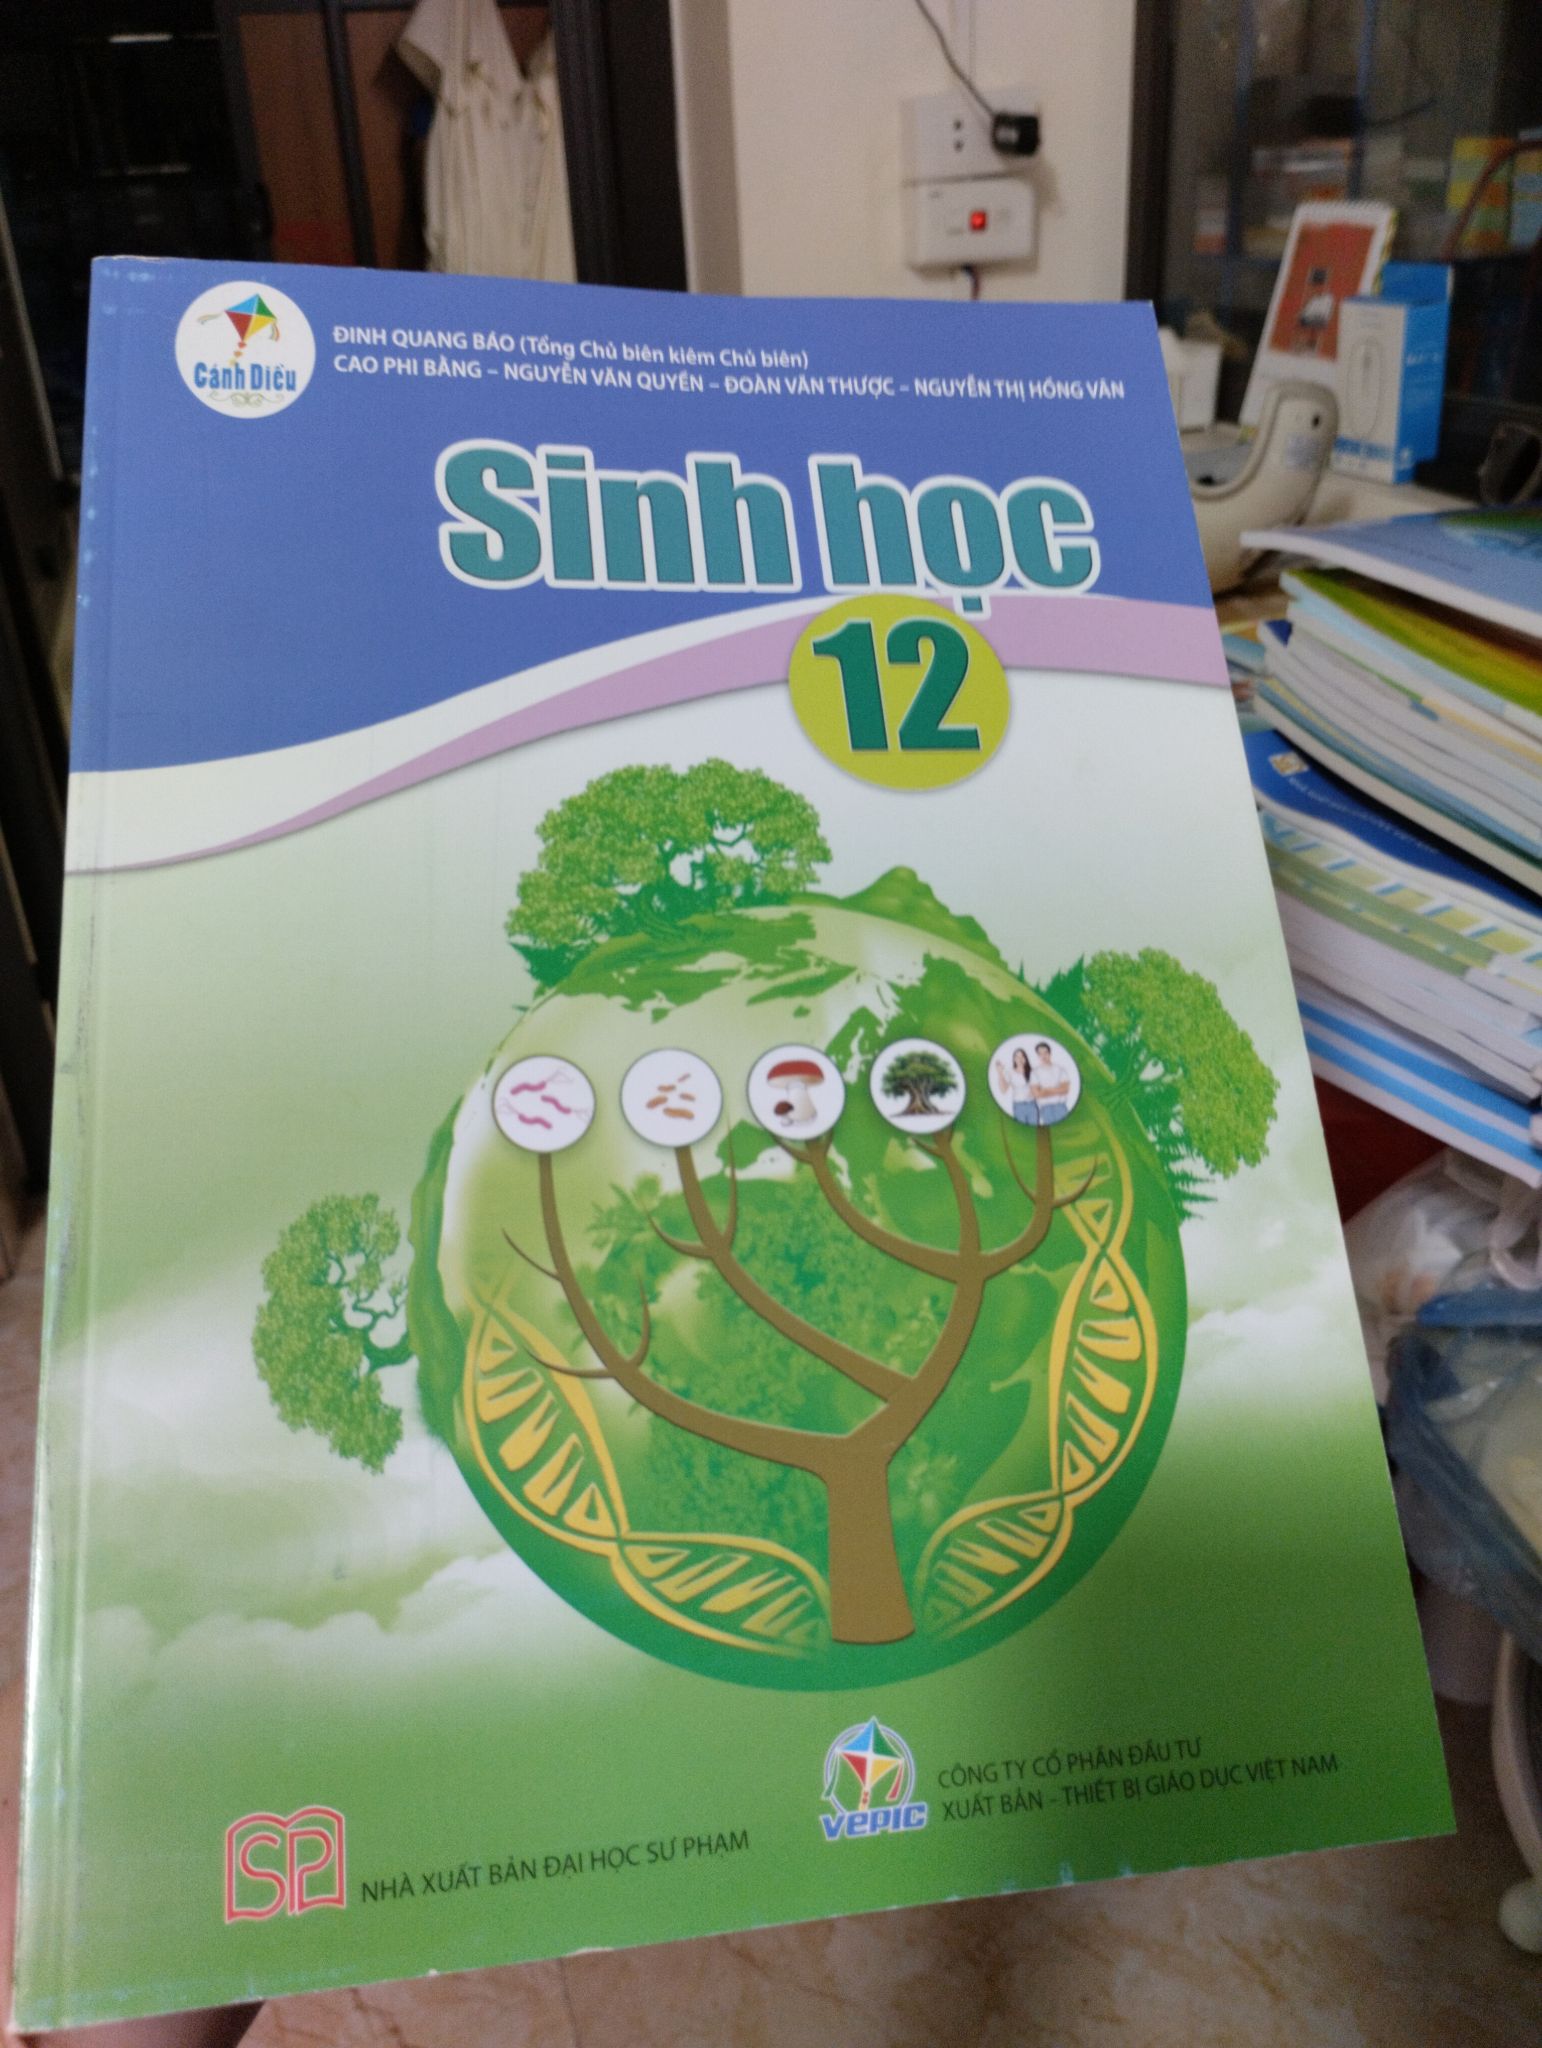 Cánh Diều
ĐINH QUANG BÁO (Tổng Chủ biên kiêm Chủ biên)
CAO PHI BẰNG – NGUYỄN VĂN QUYỀN – ĐOÀN VĂN THƯỢC – NGUYỄN THỊ HỒNG VÂN
Sinh học
12
SP
NHÀ XUẤT BẢN ĐẠI HỌC SƯ PHẠM
VEPIC
CÔNG TY CỔ PHẦN ĐẦU TƯ
XUẤT BẢN – THIẾT BỊ GIÁO DỤC VIỆT NAM